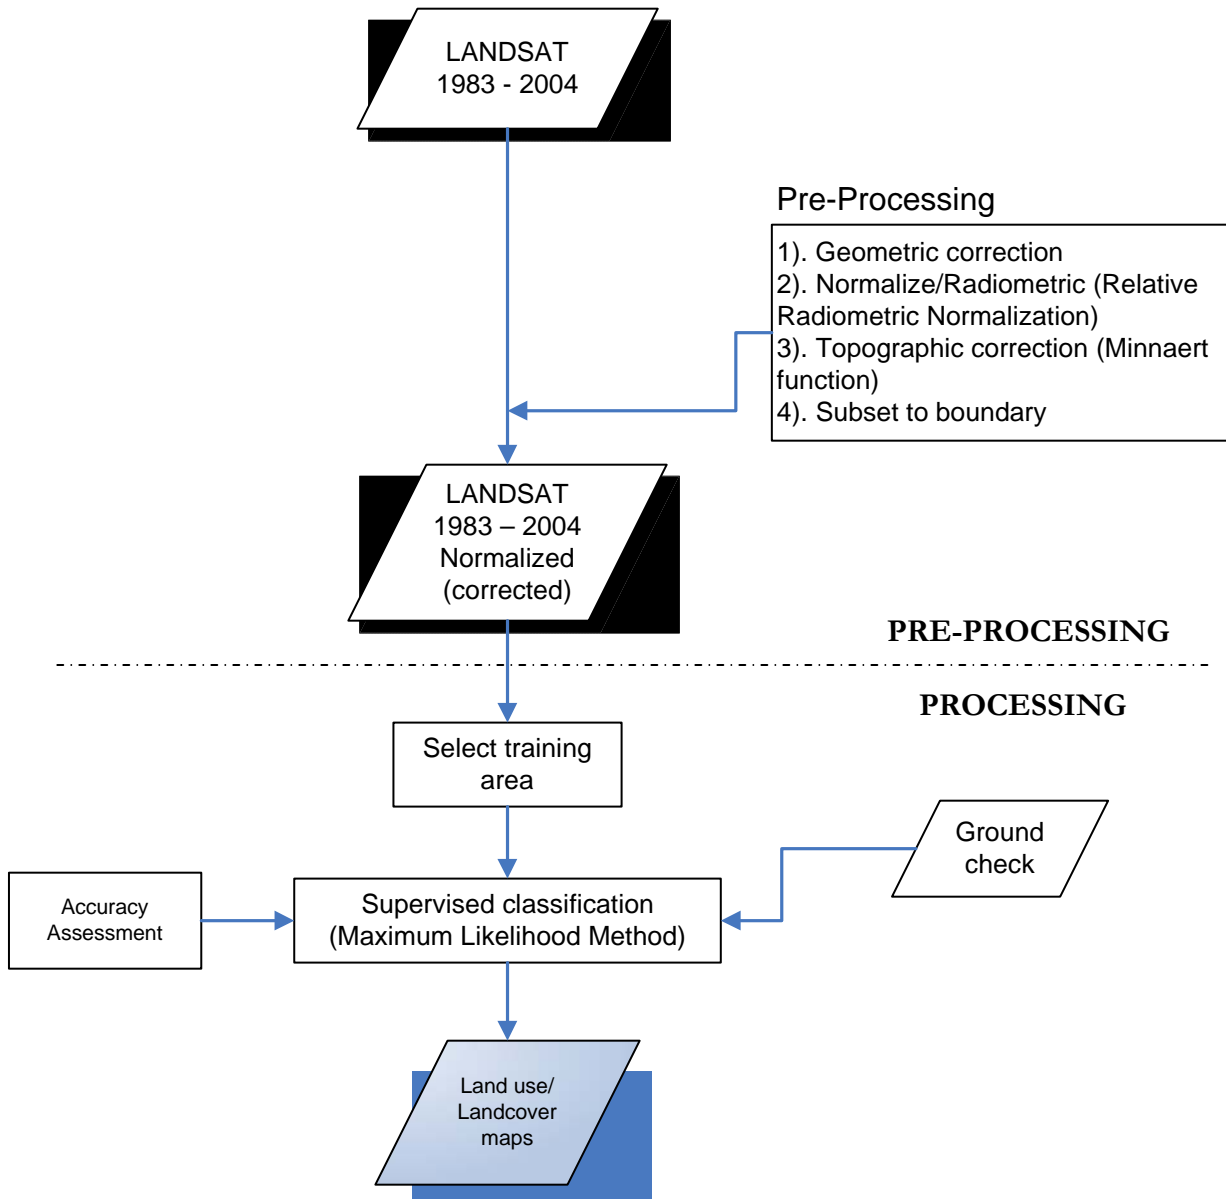 LANDSAT
1983 - 2004
Pre-Processing
1). Geometric correction
2). Normalize/Radiometric (Relative
Radiometric Normalization)
3). Topographic correction (Minnaert
function)
4). Subset to boundary
LANDSAT
1983 – 2004
Normalized
(corrected)
PRE-PROCESSING
PROCESSING
Select training
area
Ground
check
Accuracy
Assessment
Supervised classification
(Maximum Likelihood Method)
Land use/
Landcover
maps